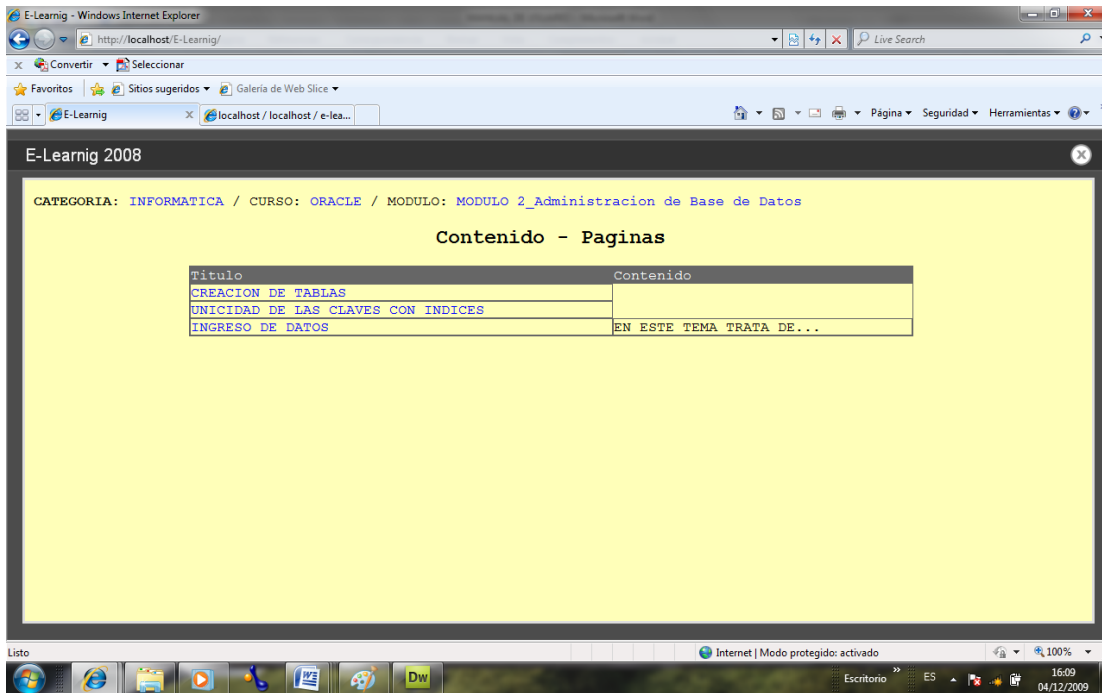 E-Learnig - Windows Internet Explorer
http://localhost/E-Learnig/
Live Search
Convertir
Seleccionar
Favoritos
Sitios sugeridos
Galería de Web Slice
E-Learnig
localhost / localhost / e-lea...
Página
Seguridad
Herramientas
E-Learnig 2008
CATEGORIA: INFORMATICA / CURSO: ORACLE / MODULO: MODULO 2_Administracion de Base de Datos
Contenido - Paginas
Titulo Contenido
CREACION DE TABLAS
UNICIDAD DE LAS CLAVES CON INDICES
INGRESO DE DATOS EN ESTE TEMA TRATA DE...
Listo
Internet | Modo protegido: activado
100%
Dw
Escritorio
ES
16:09
04/12/2009